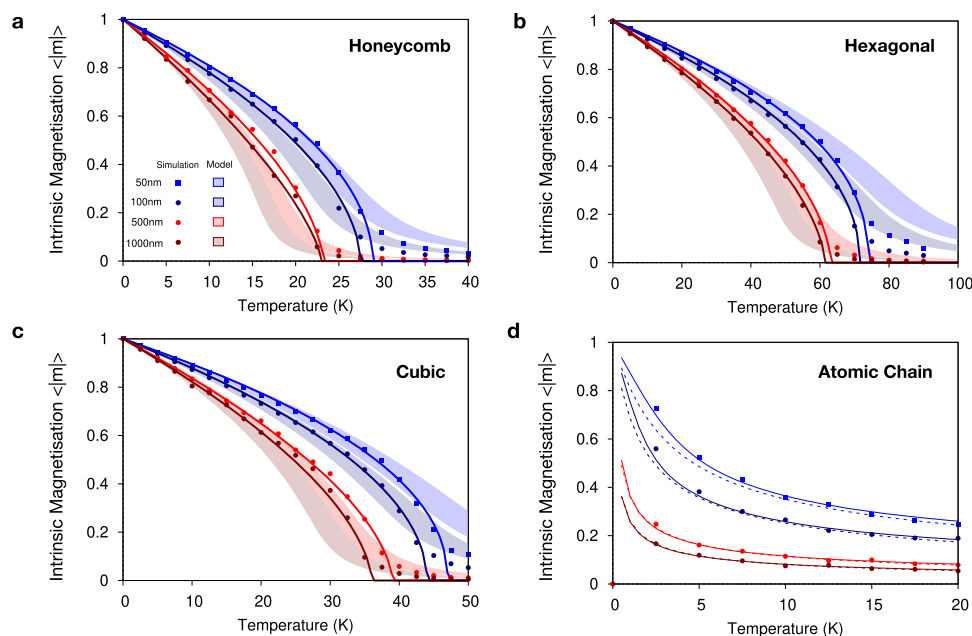 a
Honeycomb
Intrinsic Magnetisation <|m|>
1
0.8
0.6
0.4
0.2
0
Simulation Model
50nm
100nm
500nm
1000nm
0 5 10 15 20 25 30 35 40
Temperature (K)
b
Hexagonal
Intrinsic Magnetisation <|m|>
1
0.8
0.6
0.4
0.2
0
0 20 40 60 80 100
Temperature (K)
c
Cubic
Intrinsic Magnetisation <|m|>
1
0.8
0.6
0.4
0.2
0
0 10 20 30 40 50
Temperature (K)
d
Atomic Chain
Intrinsic Magnetisation <|m|>
1
0.8
0.6
0.4
0.2
0
0 5 10 15 20
Temperature (K)